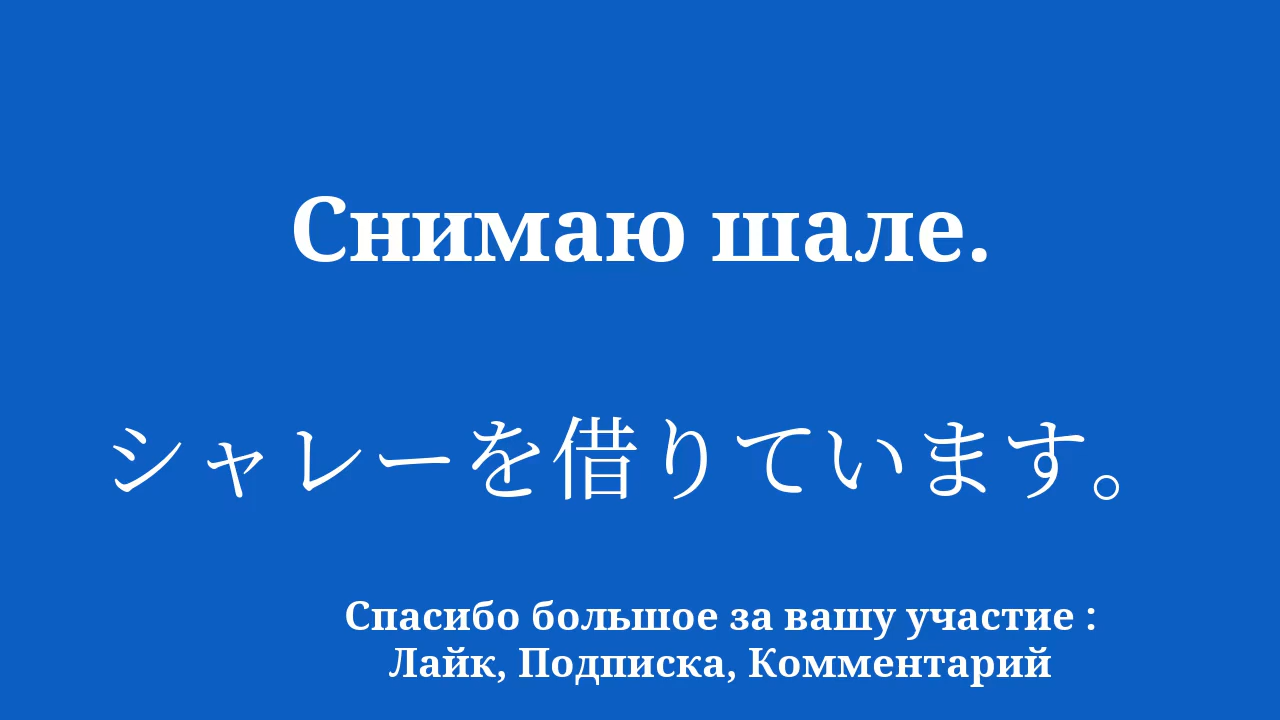 Снимаю шале.
シャレーを借りています。
Спасибо большое за вашу участие :
Лайк, Подписка, Комментарий